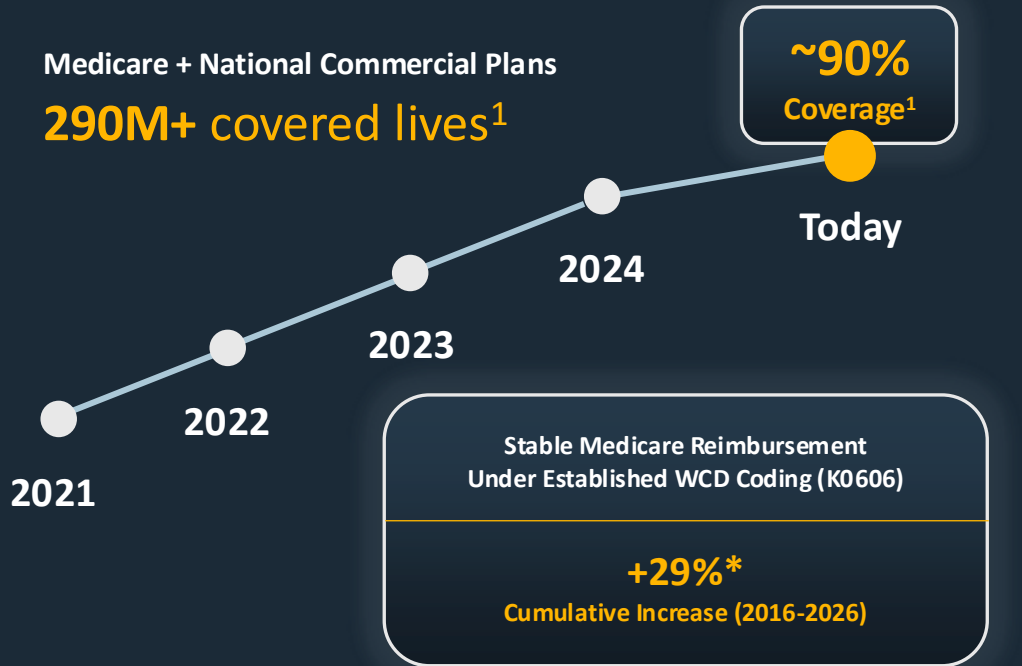 Medicare + National Commercial Plans
290M+ covered lives¹
~90%
Coverage¹
Today
2024
2023
2022
2021
Stable Medicare Reimbursement
Under Established WCD Coding (K0606)
+29%*
Cumulative Increase (2016-2026)